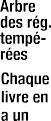 Arbre
des rég.
tempé-
rées
Chaque
livre en
a un